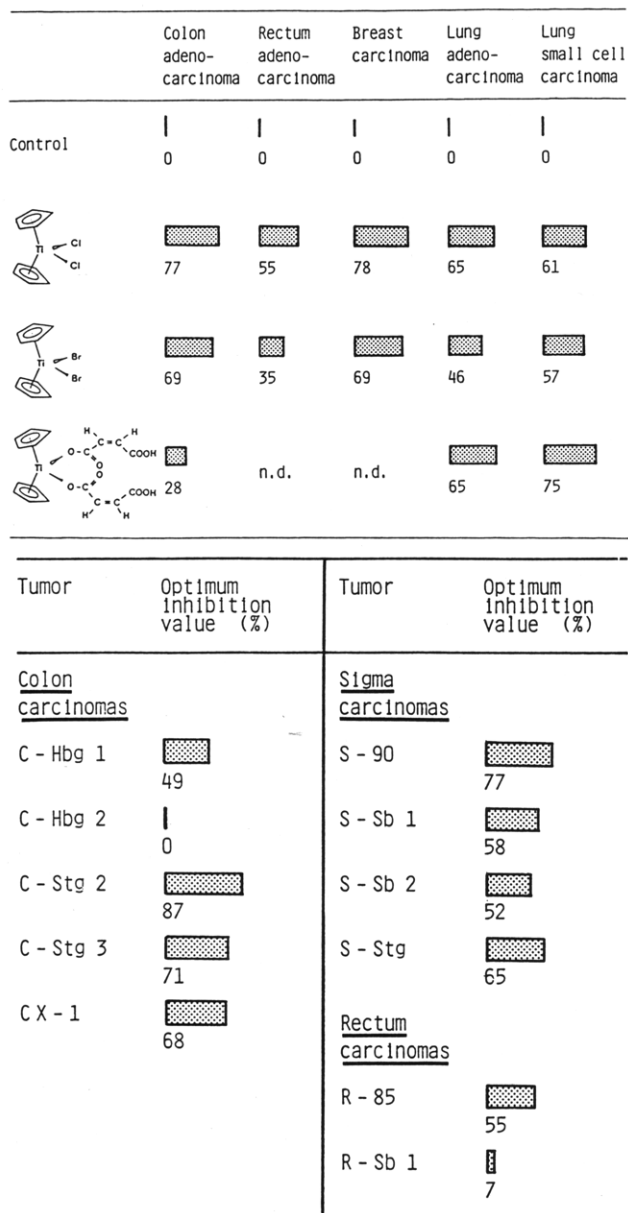 Colon adeno-carcinoma Rectum adeno-carcinoma Breast carcinoma Lung adeno-carcinoma Lung small cell carcinoma
Control
0 0 0 0 0
Ti Cl Cl
77 55 78 65 61
Ti Br Br
69 35 69 46 57
H H
O-C C=C COOH
O
Ti O
O-C C=C COOH
H H
28 n.d. n.d. 65 75
Tumor Optimum inhibition value (%) Tumor Optimum inhibition value (%)
Colon carcinomas Sigma carcinomas
C-Hbg 1 S-90
49 77
C-Hbg 2 S-Sb 1
0 58
C-Stg 2 S-Sb 2
87 52
C-Stg 3 S-Stg
71 65
CX-1
68
Rectum carcinomas
R-85
55
R-Sb 1
7